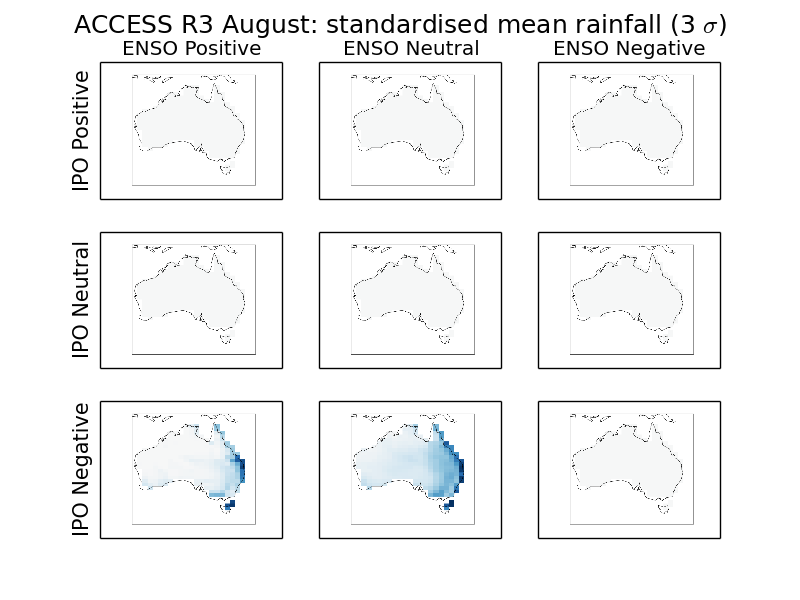 ACCESS R3 August: standardised mean rainfall (3 σ)
ENSO Positive ENSO Neutral ENSO Negative
IPO Positive
IPO Neutral
IPO Negative